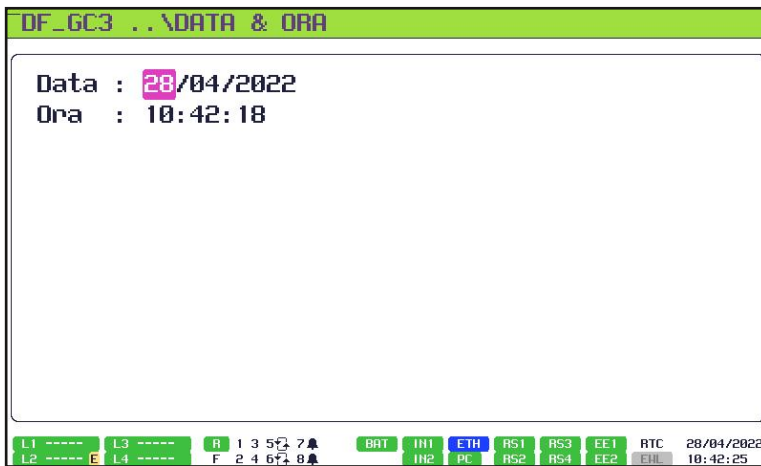 DF_GC3 ..\DATA & ORA
Data : 28/04/2022
Ora : 10:42:18
L1 ----- L3 ----- R 1 3 5 7 BAT IN1 ETH RS1 RS3 EE1 RTC 28/04/2022
L2 ----- E L4 ----- F 2 4 6 8 IN2 PC RS2 RS4 EE2 EWL 10:42:25